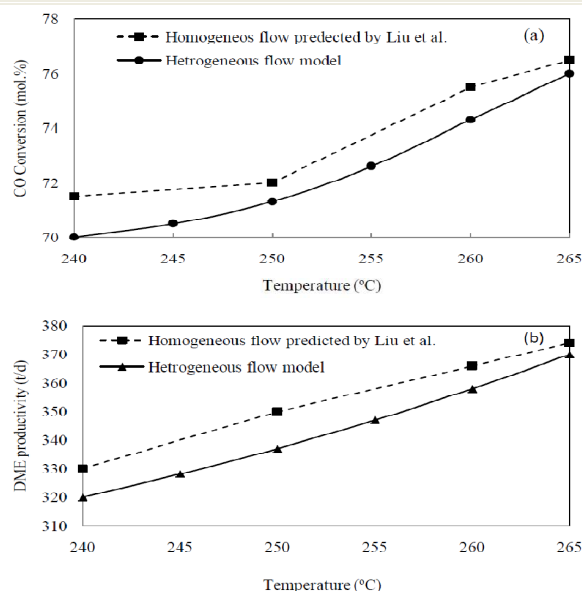 78
(a)
Homogeneos flow predected by Liu et al.
76
Hetrogeneous flow model
74
CO Conversion (mol.%)
72
70
240 245 250 255 260 265
Temperature (ºC)
380
(b)
370
Homogeneous flow predicted by Liu et al.
360
Hetrogeneous flow model
350
DME productivity (t/d)
340
330
320
310
240 245 250 255 260 265
Temperature (ºC)